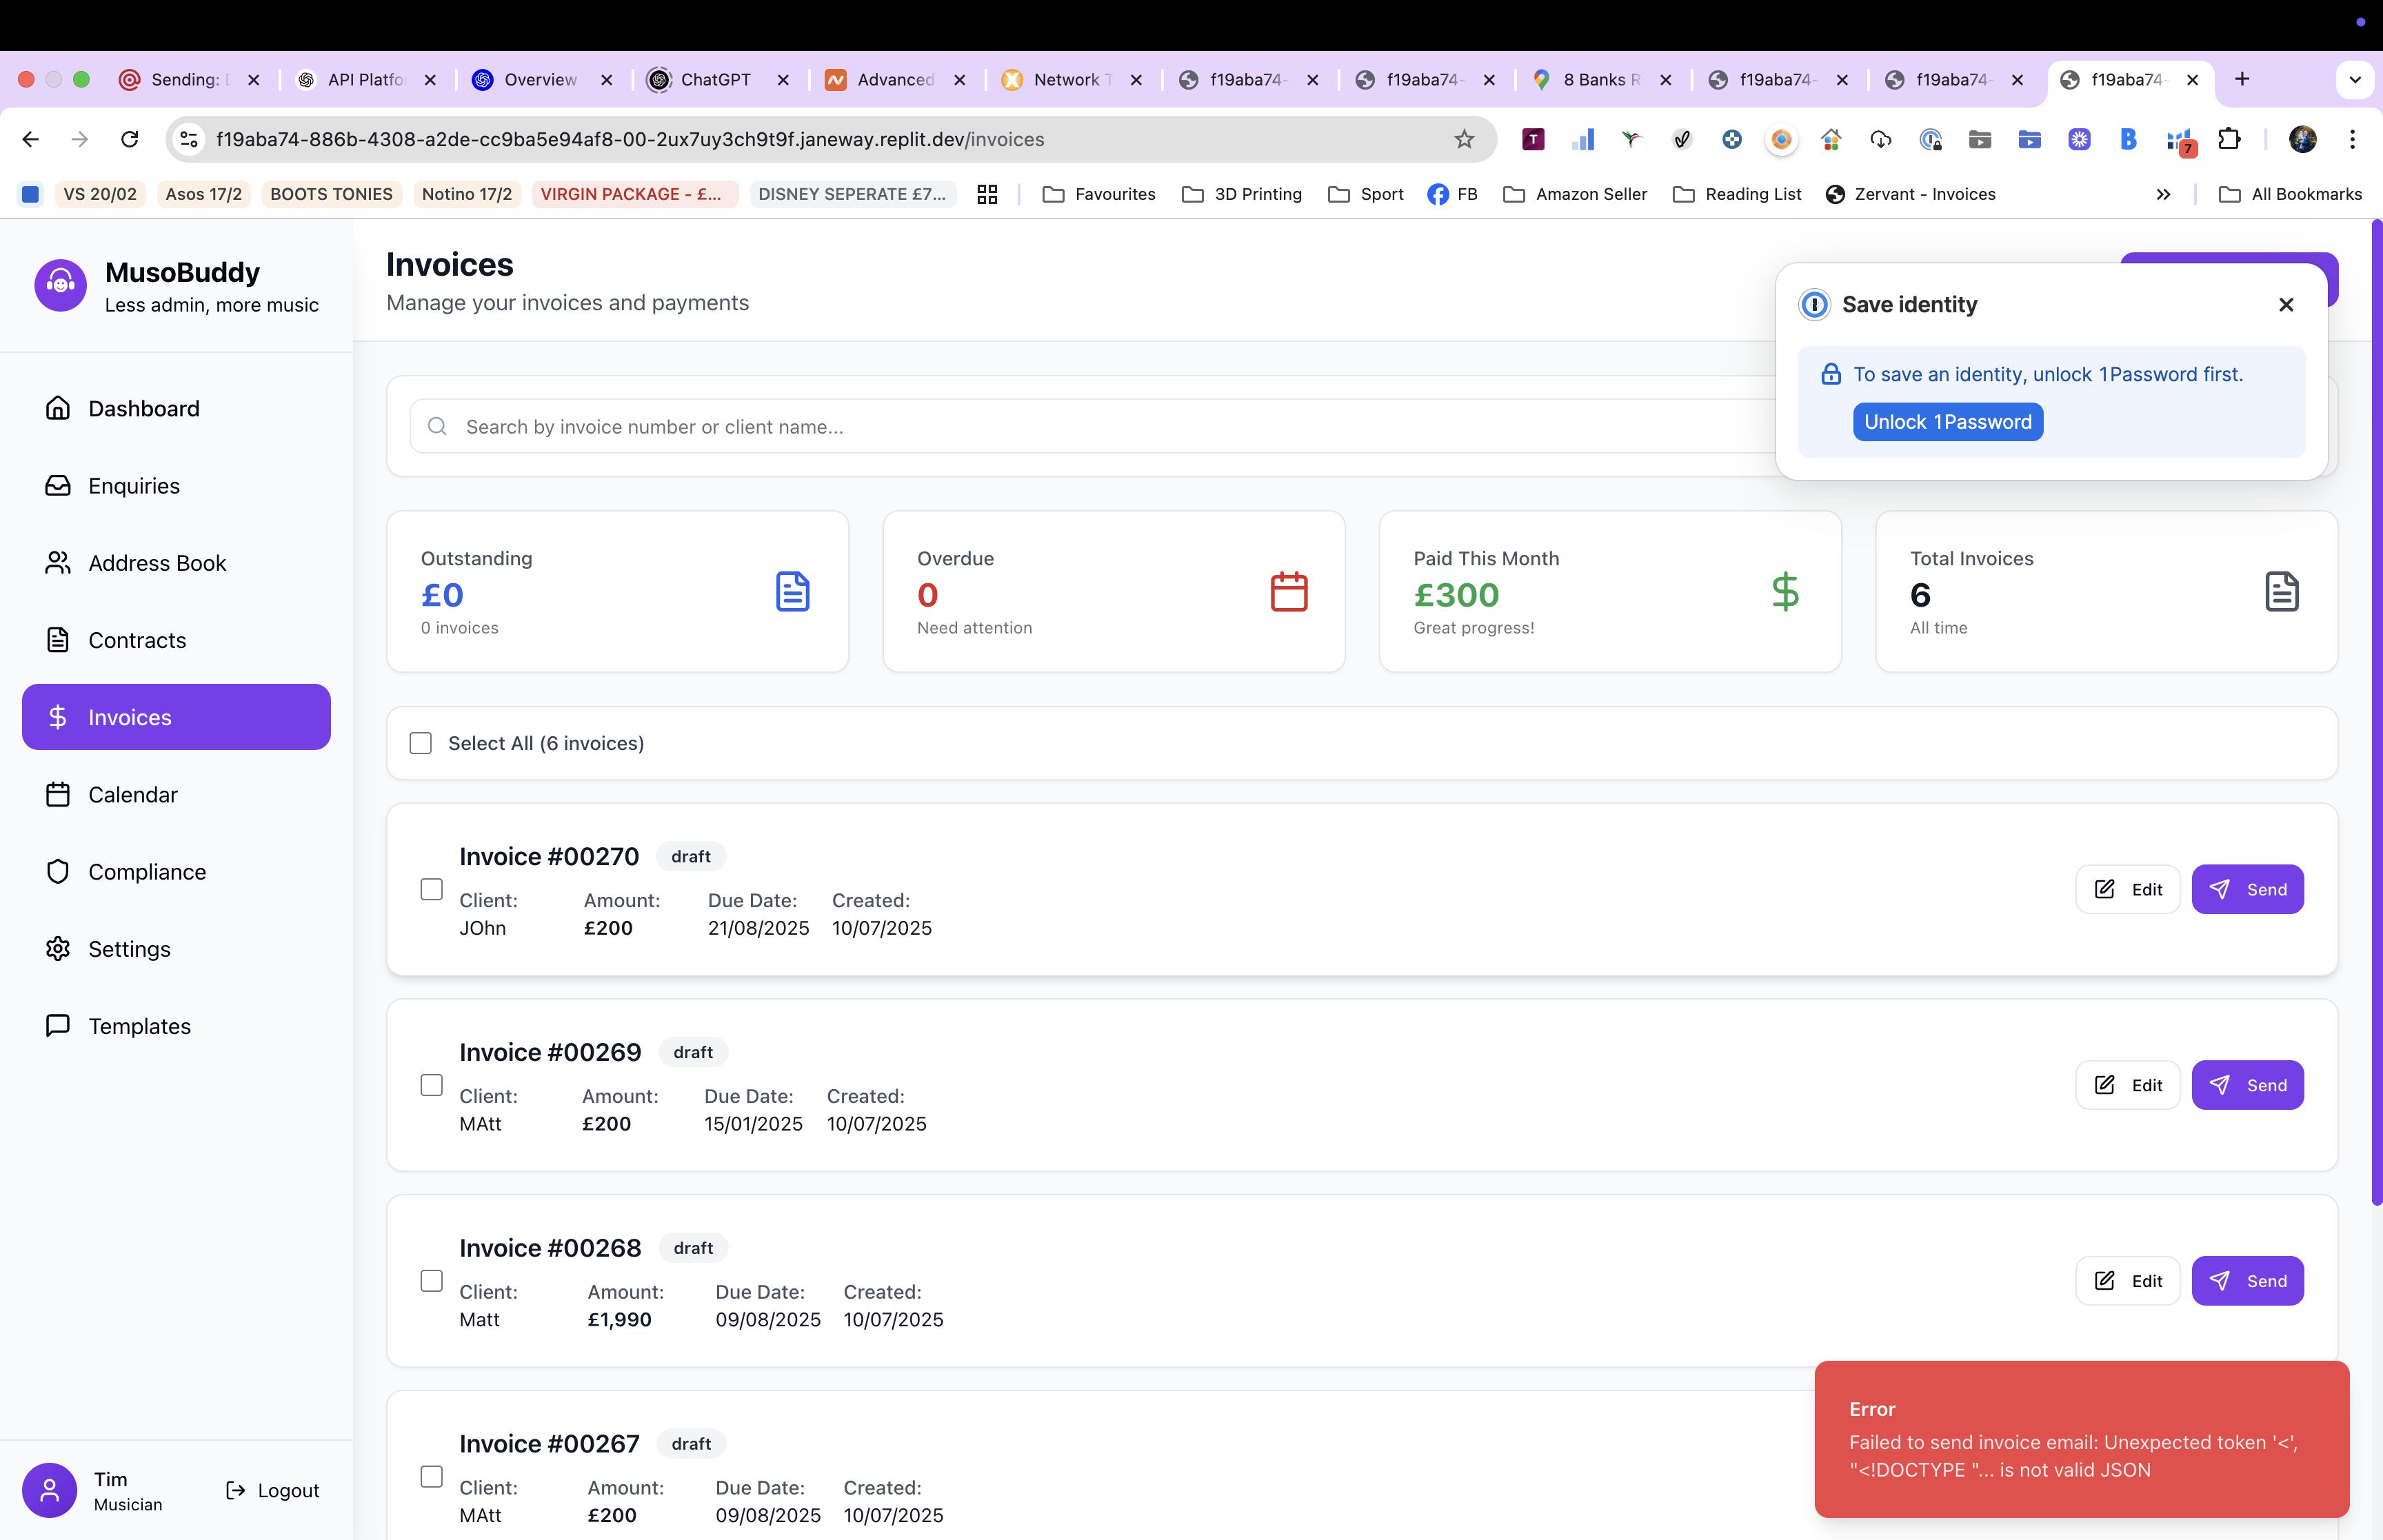 Sending:
API Platfo
Overview
ChatGPT
Advanced
Network T
f19aba74-
f19aba74-
8 Banks R
f19aba74-
f19aba74-
f19aba74-
f19aba74-886b-4308-a2de-cc9ba5e94af8-00-2ux7uy3ch9t9f.janeway.replit.dev/invoices
7
VS 20/02
Asos 17/2
BOOTS TONIES
Notino 17/2
VIRGIN PACKAGE - £...
DISNEY SEPERATE £7...
Favourites
3D Printing
Sport
FB
Amazon Seller
Reading List
Zervant - Invoices
All Bookmarks
MusoBuddy
Less admin, more music
Dashboard
Enquiries
Address Book
Contracts
Invoices
Calendar
Compliance
Settings
Templates
Tim
Musician
Logout
Invoices
Manage your invoices and payments
Save identity
To save an identity, unlock 1Password first.
Unlock 1Password
Search by invoice number or client name...
Outstanding
£0
0 invoices
Overdue
0
Need attention
Paid This Month
£300
Great progress!
Total Invoices
6
All time
Select All (6 invoices)
Invoice #00270 draft
Client: Amount: Due Date: Created:
JOhn £200 21/08/2025 10/07/2025
Edit Send
Invoice #00269 draft
Client: Amount: Due Date: Created:
MAtt £200 15/01/2025 10/07/2025
Edit Send
Invoice #00268 draft
Client: Amount: Due Date: Created:
Matt £1,990 09/08/2025 10/07/2025
Edit Send
Invoice #00267 draft
Client: Amount: Due Date: Created:
MAtt £200 09/08/2025 10/07/2025
Error
Failed to send invoice email: Unexpected token '<',
"<!DOCTYPE "... is not valid JSON